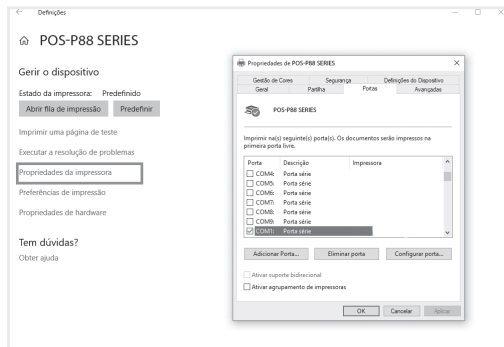 Definições
POS-P88 SERIES
Gerir o dispositivo
Estado da impressora: Predefinido
Abrir fila de impressão Predefinir
Imprimir uma página de teste
Executar a resolução de problemas
Propriedades da impressora
Preferências de impressão
Propriedades de hardware
Tem dúvidas?
Obter ajuda
Propriedades de POS-P88 SERIES
Gestão de Cores Segurança Definições do Dispositivo
Geral Partilha Portas Avançadas
POS-P88 SERIES
Imprimir na(s) seguinte(s) porta(s). Os documentos serão impressos na
primeira porta livre.
Porta Descrição Impressora
COM4: Porta série
COM5: Porta série
COM6: Porta série
COM7: Porta série
COM8: Porta série
COM9: Porta série
COM1: Porta série
Adicionar Porta... Eliminar porta Configurar porta...
Ativar suporte bidirecional
Ativar agrupamento de impressoras
OK Cancelar Aplicar